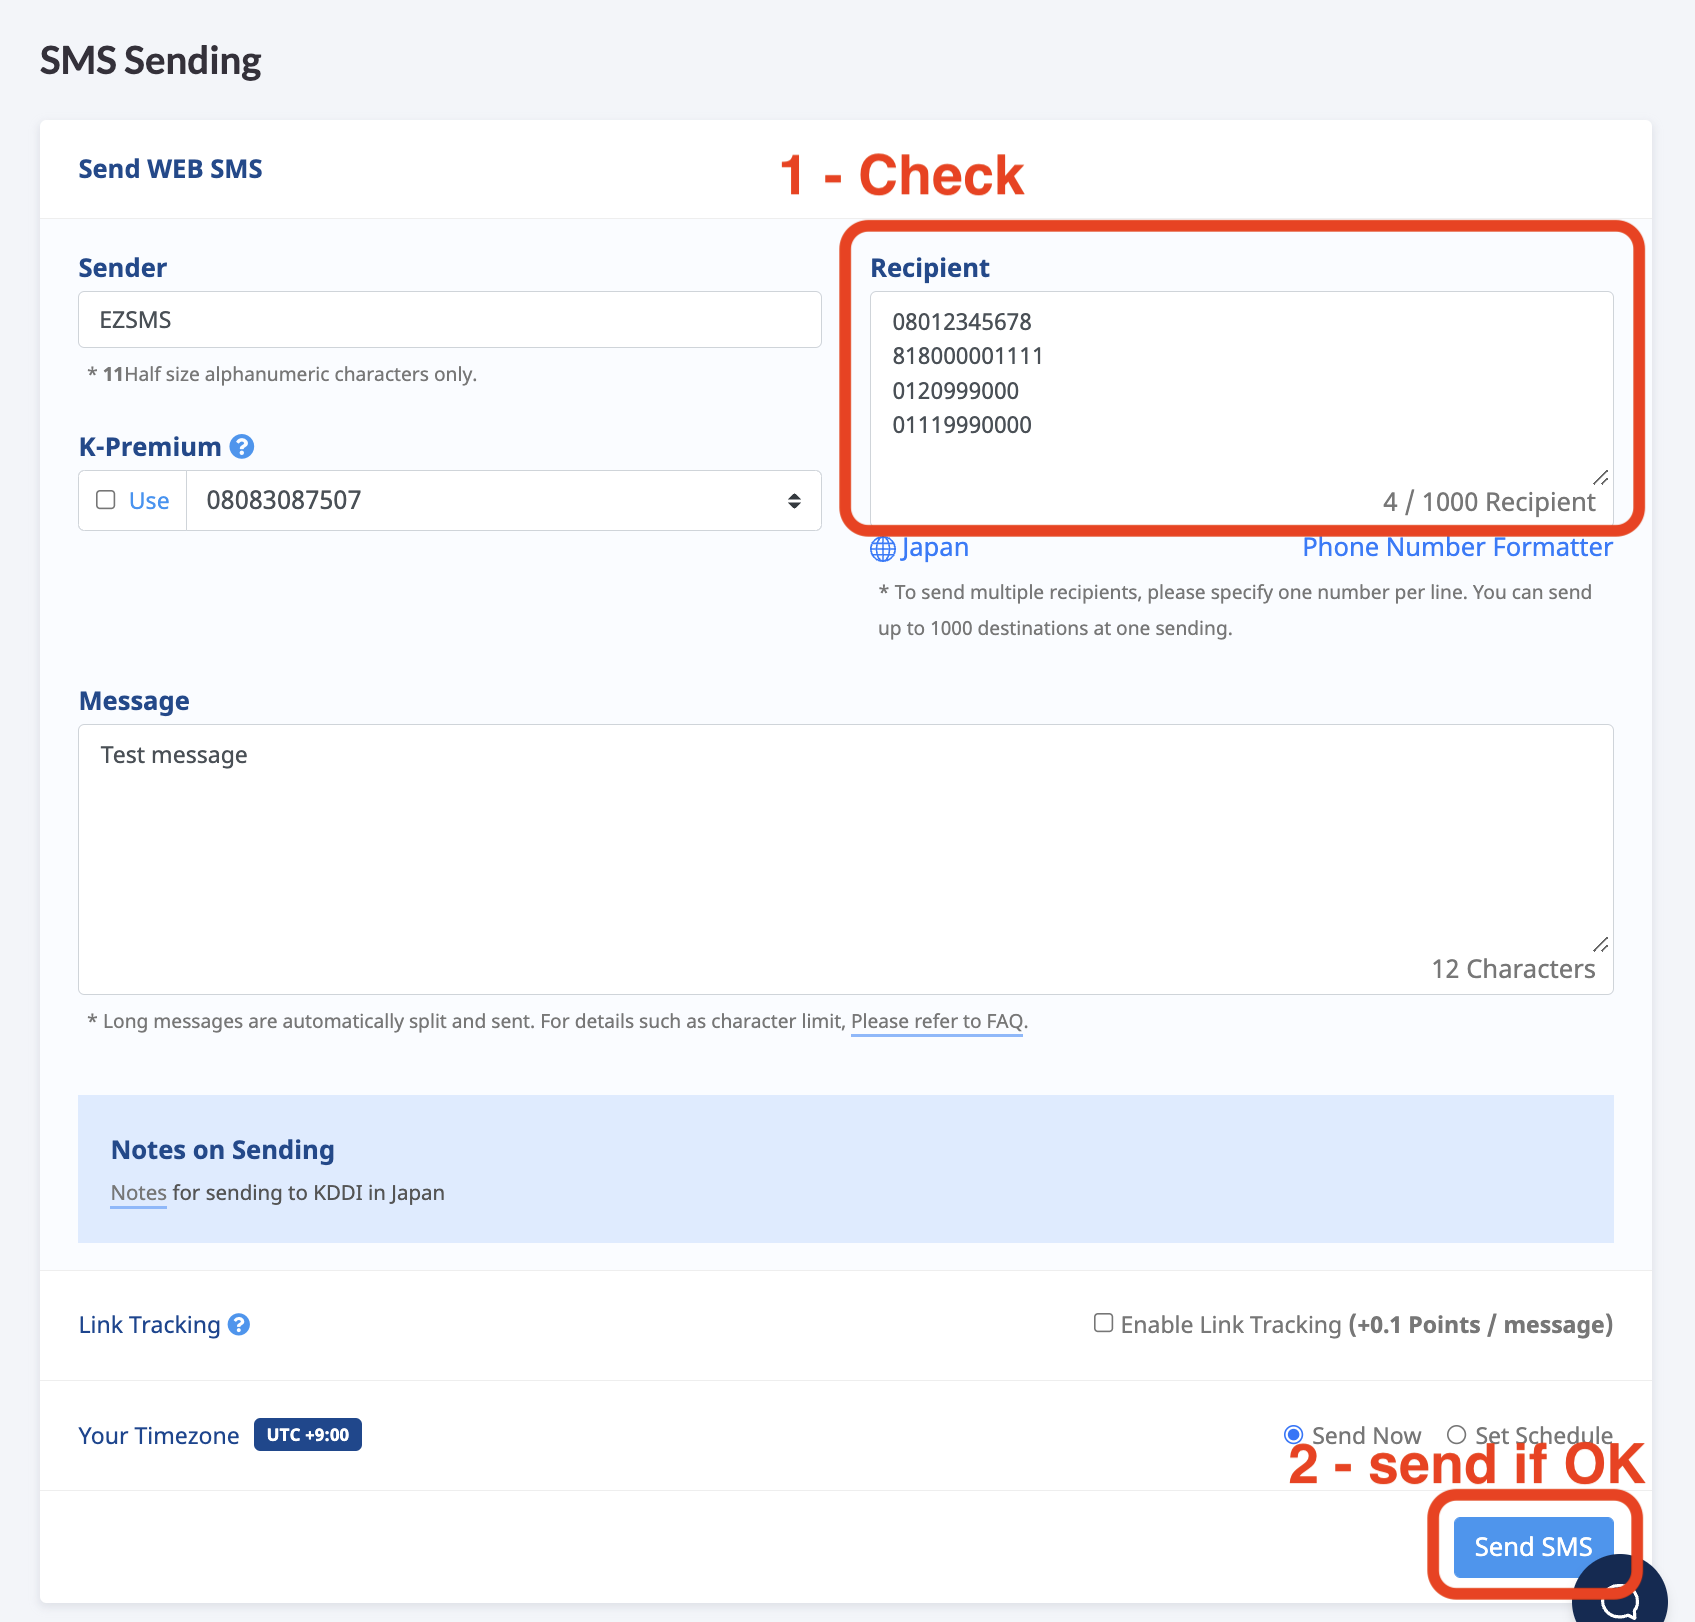 SMS Sending
Send WEB SMS
1 - Check
Sender
EZSMS
* 11Half size alphanumeric characters only.
K-Premium ?
Use
08083087507
Recipient
08012345678
818000001111
0120999000
01119990000
4 / 1000 Recipient
Japan
Phone Number Formatter
* To send multiple recipients, please specify one number per line. You can send
up to 1000 destinations at one sending.
Message
Test message
12 Characters
* Long messages are automatically split and sent. For details such as character limit, Please refer to FAQ.
Notes on Sending
Notes for sending to KDDI in Japan
Link Tracking ?
Enable Link Tracking (+0.1 Points / message)
Your Timezone UTC +9:00
Send Now Set Schedule
2 - send if OK
Send SMS